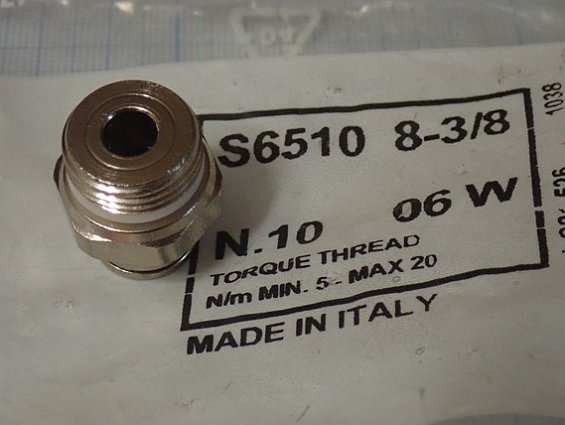 S6510 8-3/8
N.10 06 W
TORQUE THREAD
N/m MIN. 5 - MAX 20
MADE IN ITALY
1038